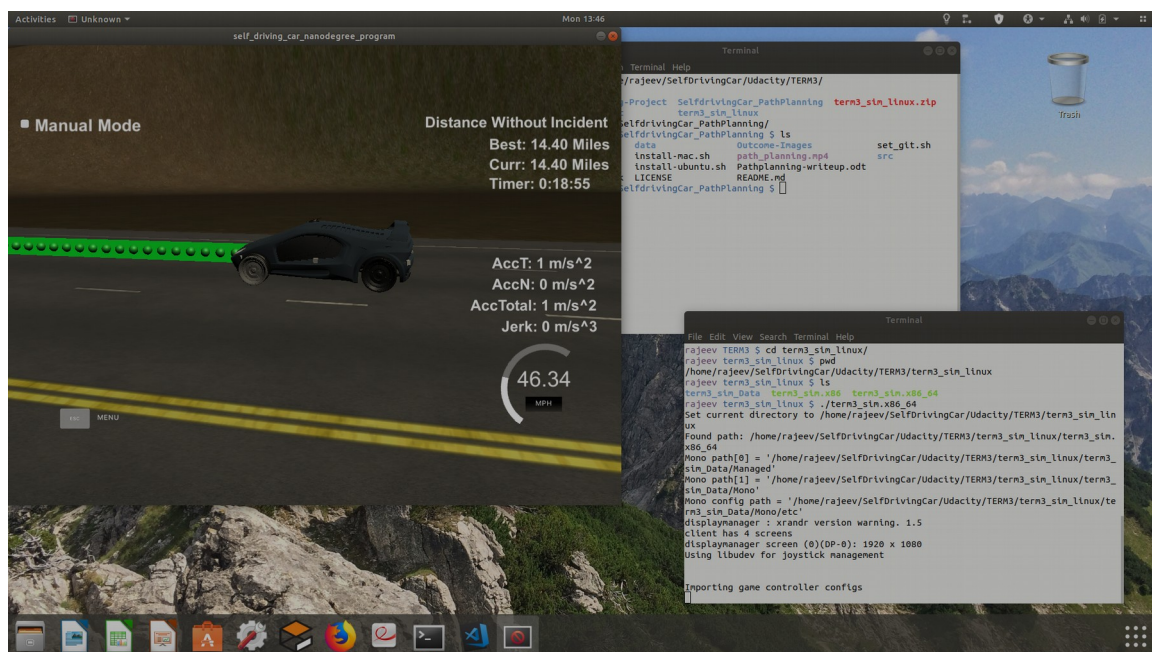 Activities Unknown Mon 13:46
self_driving_car_nanodegree_program
Manual Mode
Distance Without Incident
Best: 14.40 Miles
Curr: 14.40 Miles
Timer: 0:18:55
AccT: 1 m/s^2
AccN: 0 m/s^2
AccTotal: 1 m/s^2
Jerk: 0 m/s^3
46.34
MPH
ESC MENU
Terminal
Terminal Help
/rajeev/SelfDrivingCar/Udacity/TERM3/
-Project SelfdrivingCar_PathPlanning term3_sim_linux.zip
term3_sim_linux
elfdrivingCar_PathPlanning/
elfdrivingCar_PathPlanning $ ls
data Outcome-Images set_git.sh
install-mac.sh path_planning.mp4 src
install-ubuntu.sh Pathplanning-writeup.odt
LICENSE README.md
elfdrivingCar_PathPlanning $
Trash
Terminal
File Edit View Search Terminal Help
rajeev TERM3 $ cd term3_sim_linux/
rajeev term3_sim_linux $ pwd
/home/rajeev/SelfDrivingCar/Udacity/TERM3/term3_sim_linux
rajeev term3_sim_linux $ ls
term3_sim_Data term3_sim.x86 term3_sim.x86_64
rajeev term3_sim_linux $ ./term3_sim.x86_64
Set current directory to /home/rajeev/SelfDrivingCar/Udacity/TERM3/term3_sim_lin
ux
Found path: /home/rajeev/SelfDrivingCar/Udacity/TERM3/term3_sim_linux/term3_sim.
x86_64
Mono path[0] = '/home/rajeev/SelfDrivingCar/Udacity/TERM3/term3_sim_linux/term3_
sim_Data/Managed'
Mono path[1] = '/home/rajeev/SelfDrivingCar/Udacity/TERM3/term3_sim_linux/term3_
sim_Data/Mono'
Mono config path = '/home/rajeev/SelfDrivingCar/Udacity/TERM3/term3_sim_linux/te
rm3_sim_Data/Mono/etc'
displaymanager : xrandr version warning. 1.5
client has 4 screens
displaymanager screen (0)(DP-0): 1920 x 1080
Using libudev for joystick management
Importing game controller configs